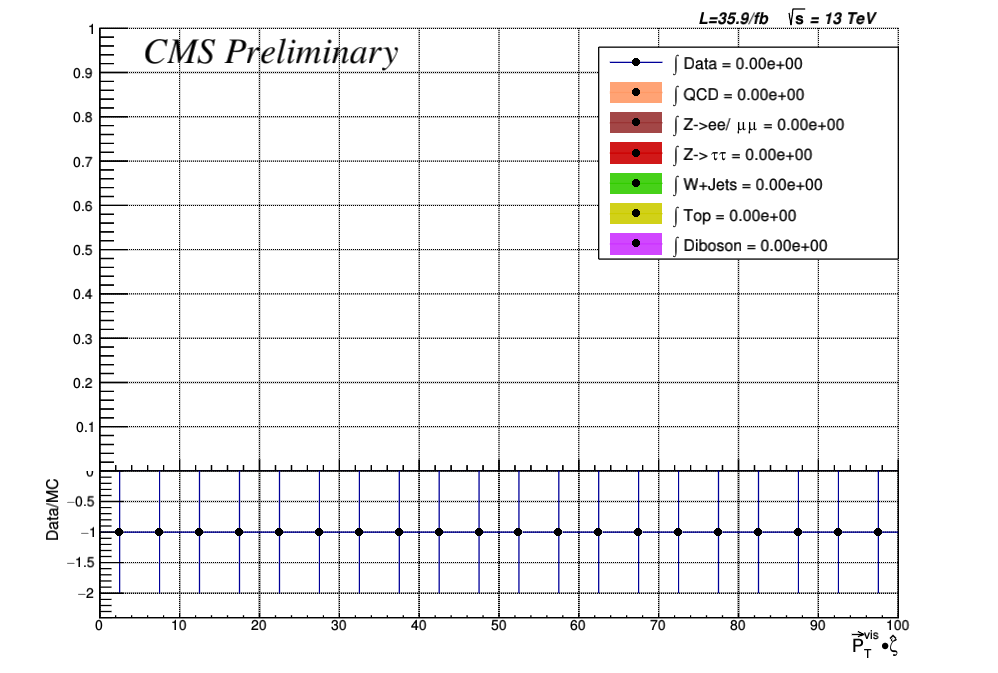 L=35.9/fb √s = 13 TeV
CMS Preliminary
∫ Data = 0.00e+00
∫ QCD = 0.00e+00
∫ Z->ee/ μμ = 0.00e+00
∫ Z-> ττ = 0.00e+00
∫ W+Jets = 0.00e+00
∫ Top = 0.00e+00
∫ Diboson = 0.00e+00
1
0.9
0.8
0.7
0.6
0.5
0.4
0.3
0.2
0.1
0
Data/MC
−0.5
−1
−1.5
−2
0 10 20 30 40 50 60 70 80 90 100
P⃗_T^vis •ζ̂